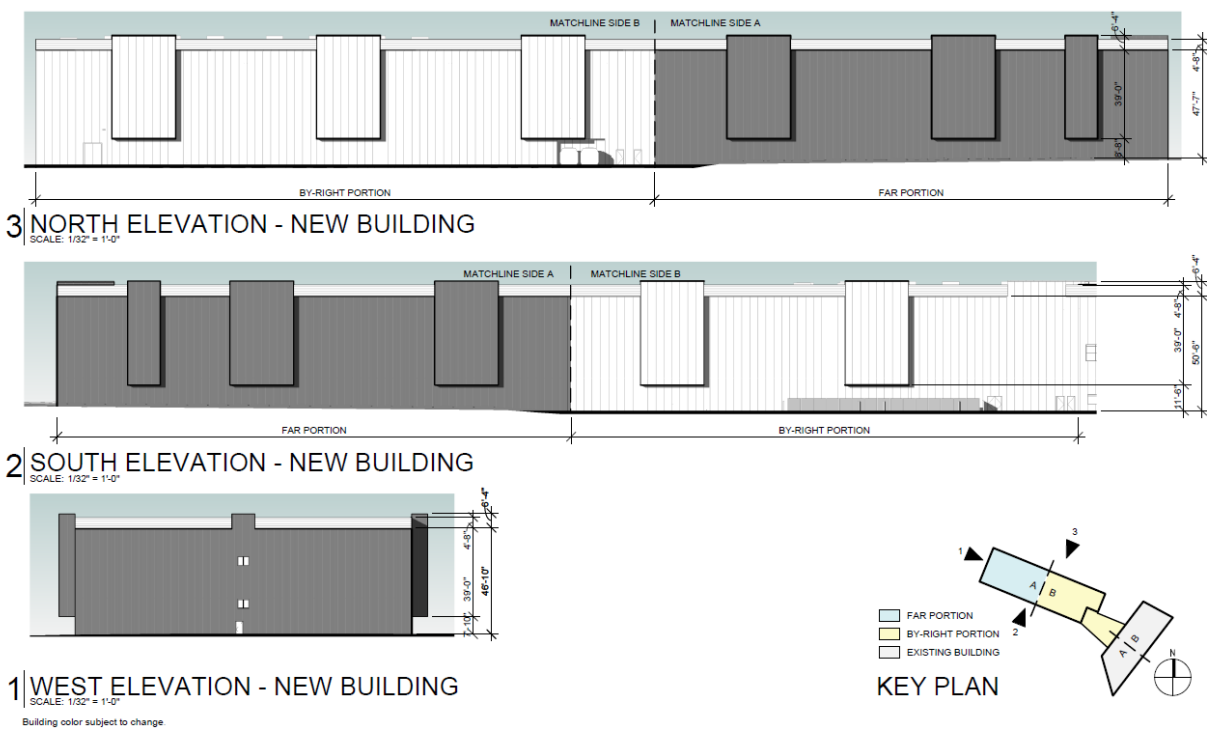 MATCHLINE SIDE B
MATCHLINE SIDE A
6'-4"
4'-8"
39'-0"
47'-7"
8'-8"
BY-RIGHT PORTION
FAR PORTION
3 NORTH ELEVATION - NEW BUILDING
SCALE: 1/32" = 1'-0"
MATCHLINE SIDE A
MATCHLINE SIDE B
6'-4"
4'-8"
39'-0"
50'-6"
11'-6"
FAR PORTION
BY-RIGHT PORTION
2 SOUTH ELEVATION - NEW BUILDING
SCALE: 1/32" = 1'-0"
6'-4"
4'-8"
39'-0"
46'-10"
7'-10"
1 WEST ELEVATION - NEW BUILDING
SCALE: 1/32" = 1'-0"
Building color subject to change.
1
3
A
B
2
A
B
FAR PORTION
BY-RIGHT PORTION
EXISTING BUILDING
N
KEY PLAN